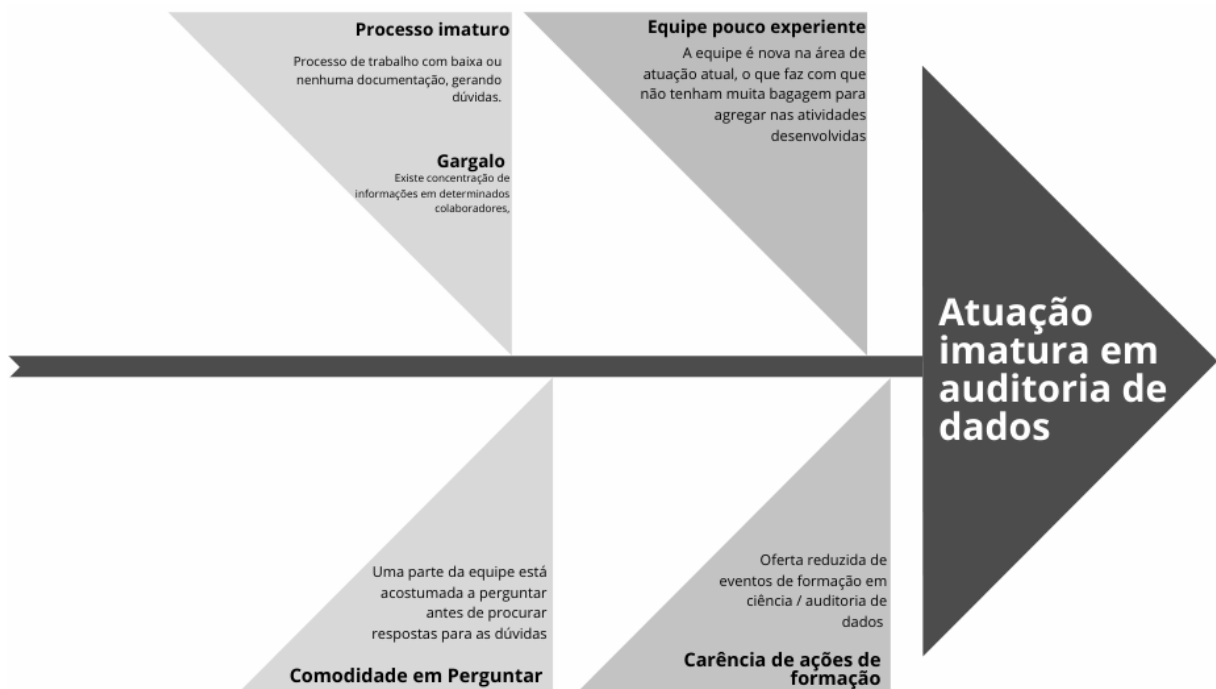 Processo imaturo
Processo de trabalho com baixa ou
nenhuma documentação, gerando
dúvidas.
Gargalo
Existe concentração de
informações em determinados
colaboradores,
Equipe pouco experiente
A equipe é nova na área de
atuação atual, o que faz com que
não tenham muita bagagem para
agregar nas atividades
desenvolvidas
Atuação
imatura em
auditoria de
dados
Uma parte da equipe está
acostumada a perguntar
antes de procurar
respostas para as dúvidas
Comodidade em Perguntar
Oferta reduzida de
eventos de formação em
ciência / auditoria de
dados
Carência de ações de
formação